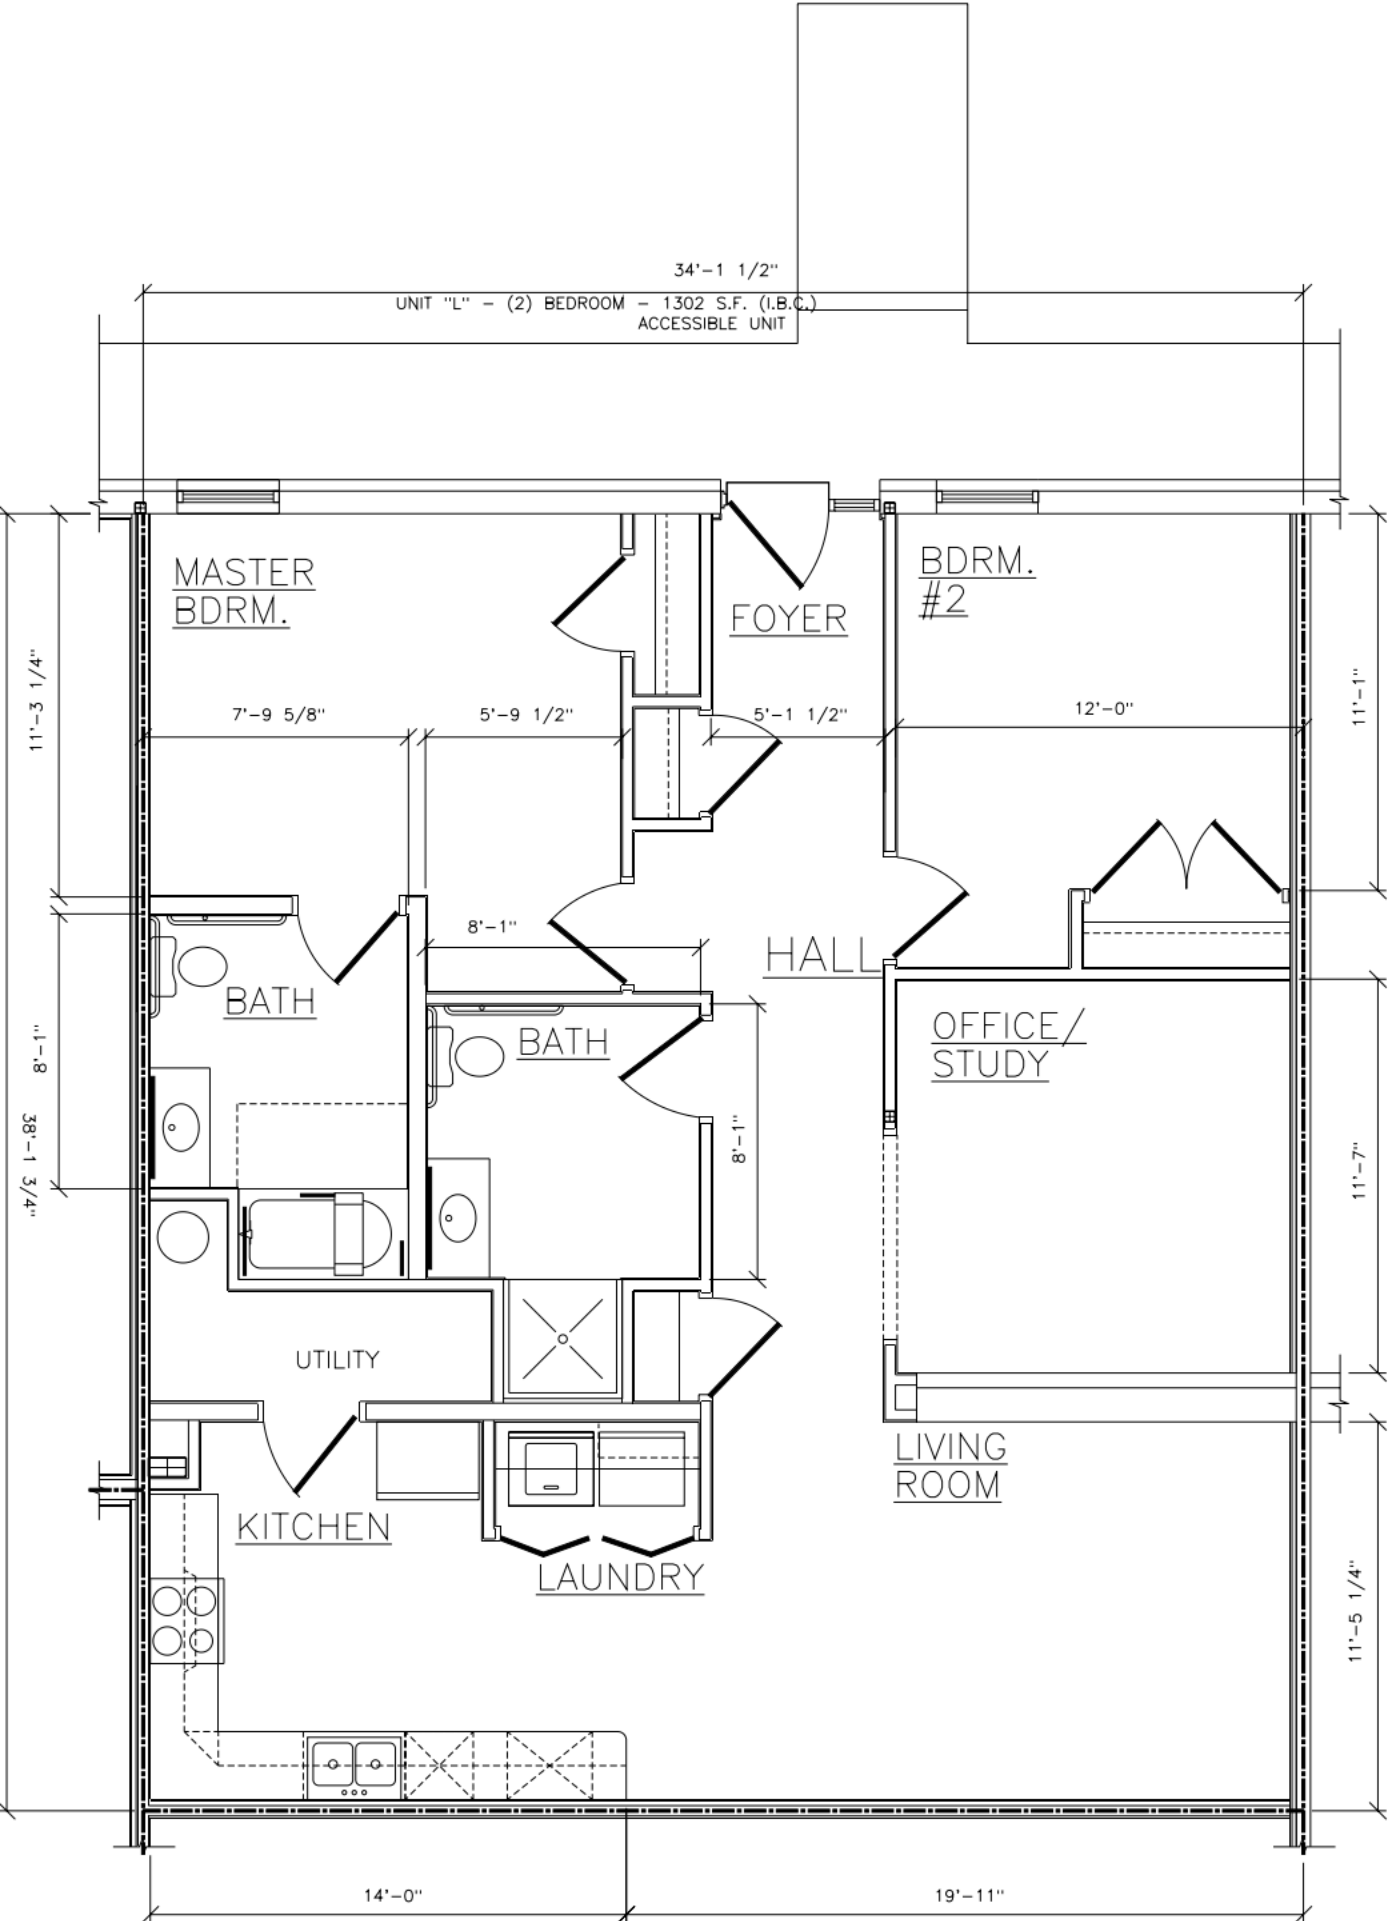 34'-1 1/2"
UNIT "L" - (2) BEDROOM - 1302 S.F. (I.B.C.)
ACCESSIBLE UNIT
MASTER
BDRM.
FOYER
BDRM.
#2
11'-3 1/4"
7'-9 5/8"
5'-9 1/2"
5'-1 1/2"
12'-0"
11'-1"
8'-1"
HALL
BATH
BATH
OFFICE/
STUDY
8'-1"
38'-1 3/4"
8'-1"
11'-7"
UTILITY
LIVING
ROOM
KITCHEN
LAUNDRY
11'-5 1/4"
14'-0"
19'-11"